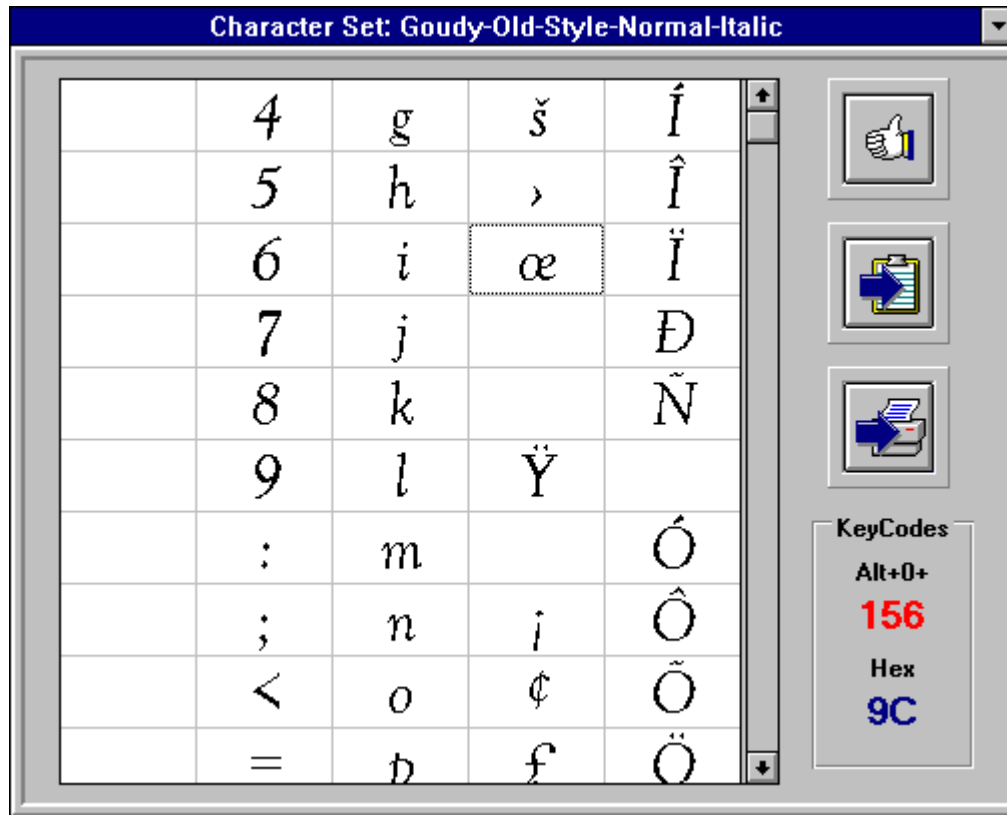 Character Set: Goudy-Old-Style-Normal-Italic
4 g š Í
5 h › Î
6 i œ Ï
7 j Ð
8 k Ñ
9 l Ÿ
: m Ó
; n ¡ Ô
< o ¢ Õ
= p £ Ö
KeyCodes
Alt+0+
156
Hex
9C